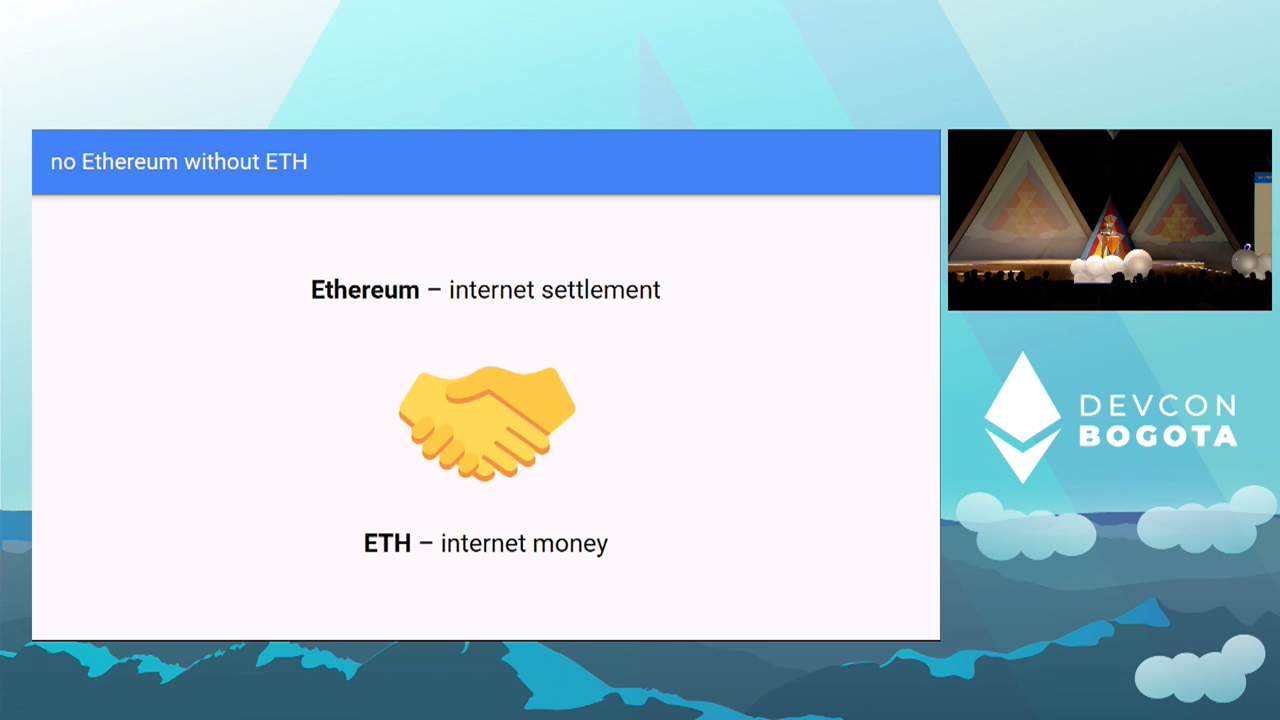 no Ethereum without ETH
Ethereum – internet settlement
ETH – internet money
DEVCON
BOGOTA